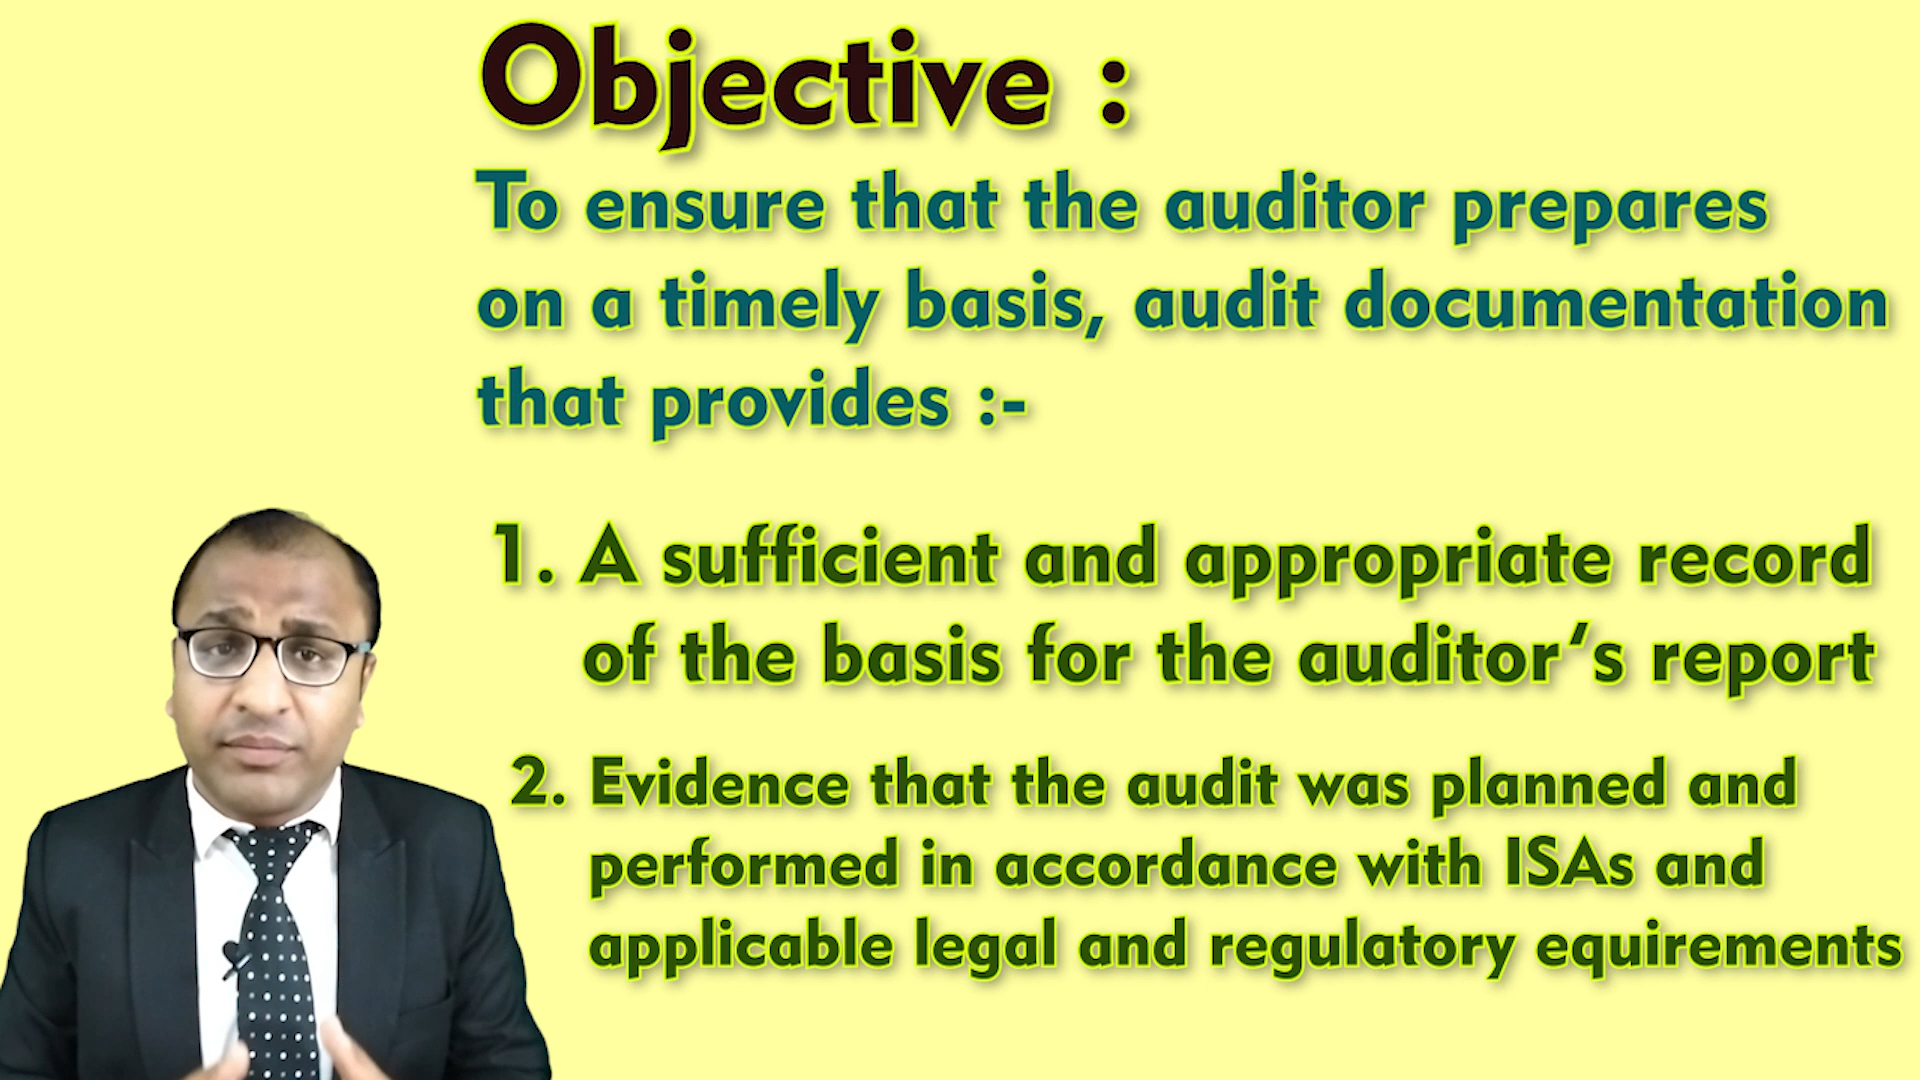 Objective :
To ensure that the auditor prepares
on a timely basis, audit documentation
that provides :-
1. A sufficient and appropriate record
of the basis for the auditor‘s report
2. Evidence that the audit was planned and
performed in accordance with ISAs and
applicable legal and regulatory equirements